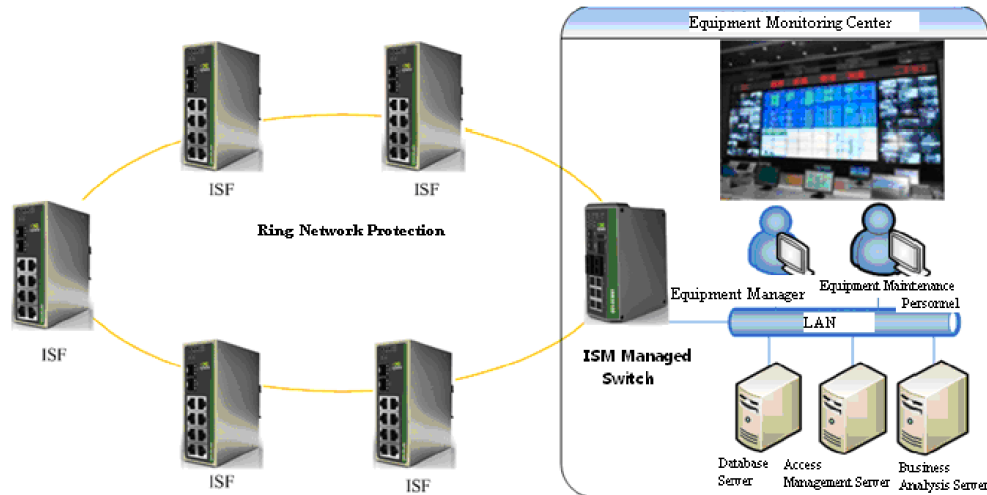 Equipment Monitoring Center
ISF
ISF
Ring Network Protection
ISF
Equipment Manager
Equipment Maintenance
Personnel
LAN
ISM Managed
Switch
ISF
ISF
Database
Server
Access
Management Server
Business
Analysis Server